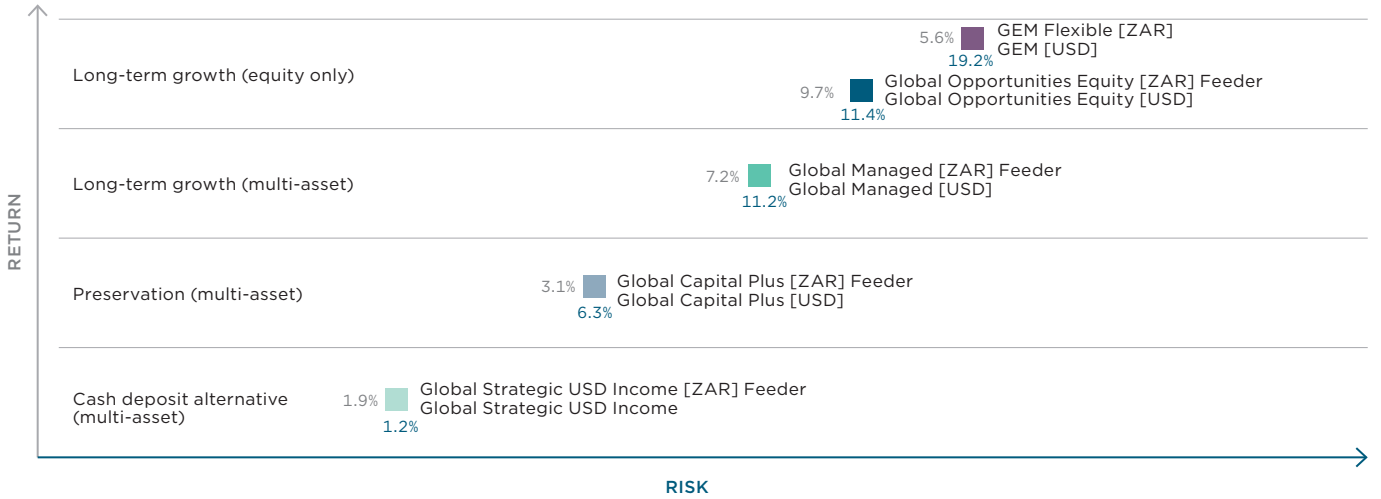 RETURN
Long-term growth (equity only)
5.6%
GEM Flexible [ZAR]
GEM [USD]
19.2%
9.7%
Global Opportunities Equity [ZAR] Feeder
Global Opportunities Equity [USD]
11.4%
Long-term growth (multi-asset)
7.2%
Global Managed [ZAR] Feeder
Global Managed [USD]
11.2%
Preservation (multi-asset)
3.1%
Global Capital Plus [ZAR] Feeder
Global Capital Plus [USD]
6.3%
Cash deposit alternative
(multi-asset)
1.9%
Global Strategic USD Income [ZAR] Feeder
Global Strategic USD Income
1.2%
RISK